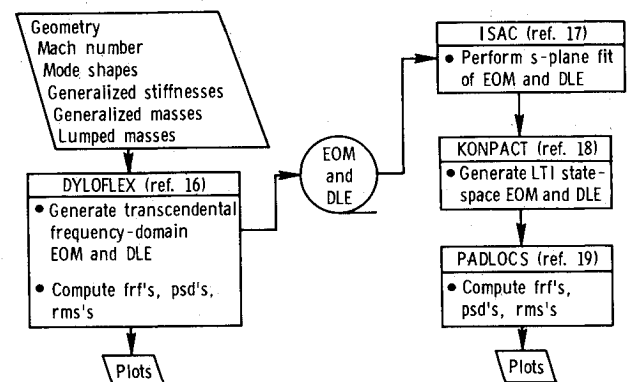 Geometry
Mach number
Mode shapes
Generalized stiffnesses
Generalized masses
Lumped masses
DYLOFLEX (ref. 16)
• Generate transcendental
frequency-domain
EOM and DLE
• Compute frf's, psd's,
rms's
Plots
EOM
and
DLE
ISAC (ref. 17)
• Perform s-plane fit
of EOM and DLE
KONPACT (ref. 18)
• Generate LTI state-
space EOM and DLE
PADLOCS (ref. 19)
• Compute frf's,
psd's, rms's
Plots